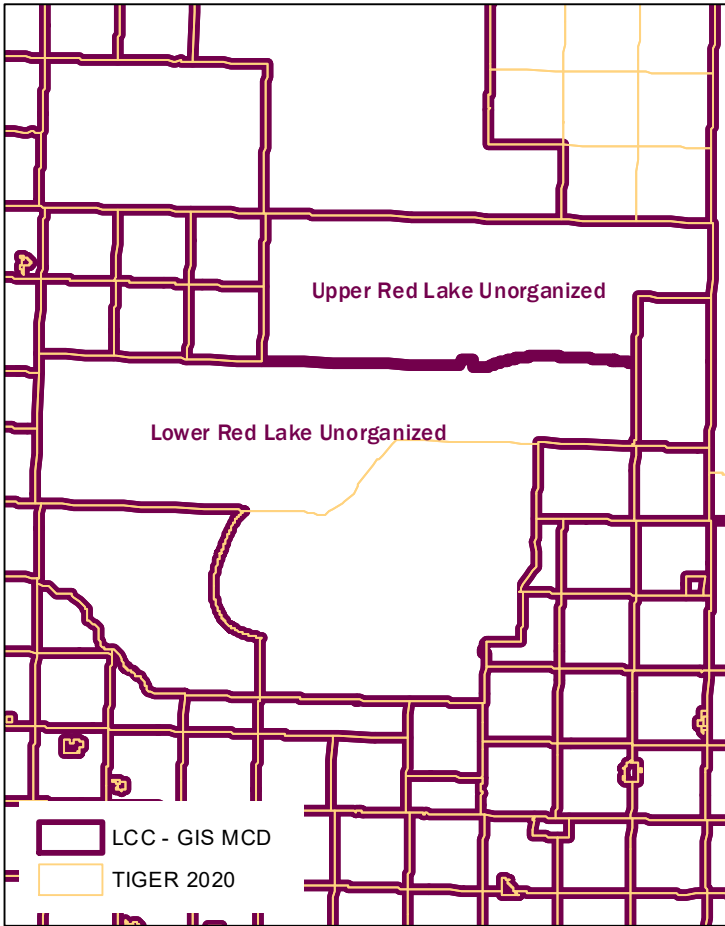 Upper Red Lake Unorganized
Lower Red Lake Unorganized
LCC - GIS MCD
TIGER 2020